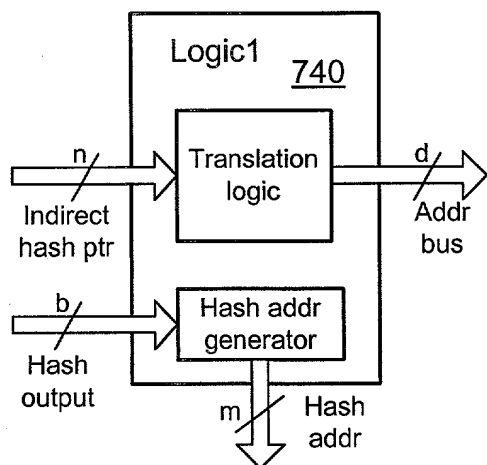 Logic1
740
n
Translation
logic
d
Indirect
hash ptr
Addr
bus
b
Hash addr
generator
Hash
output
m
Hash
addr